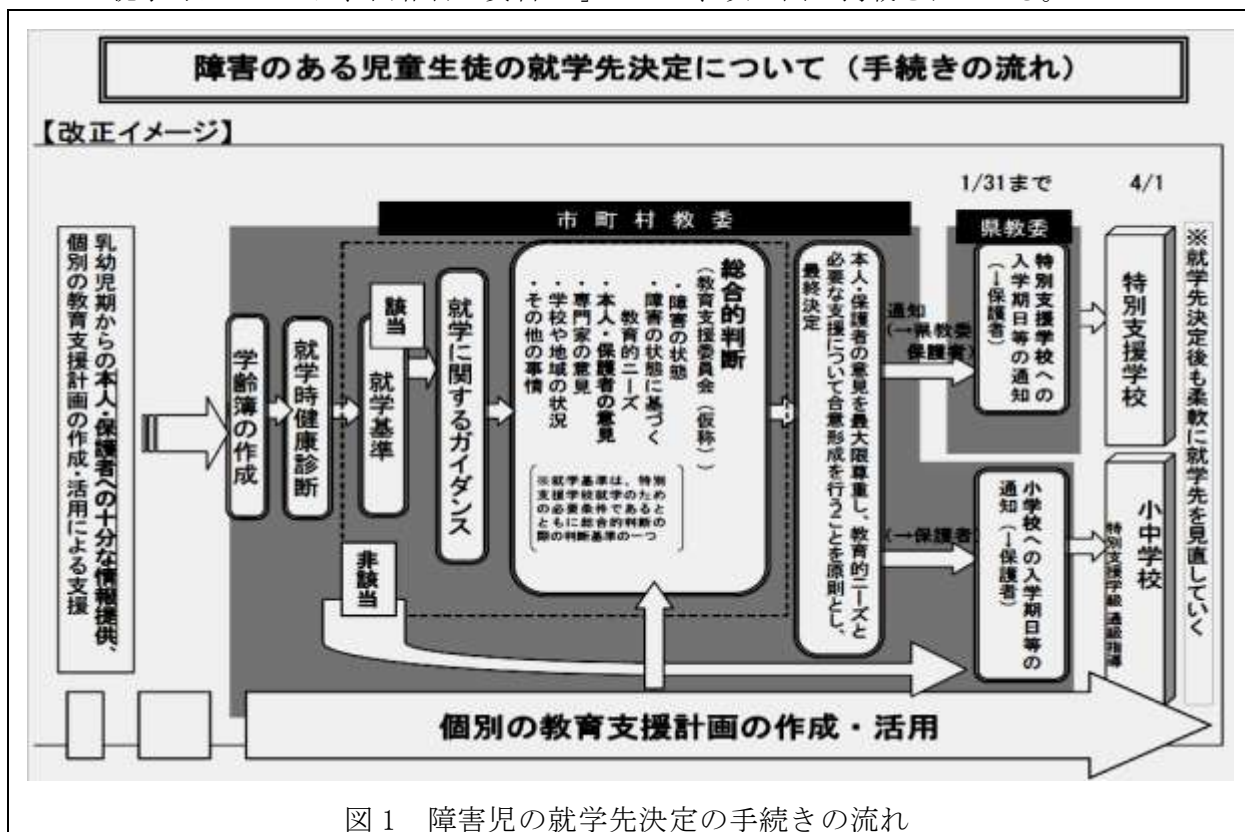 障害のある児童生徒の就学先決定について（手続きの流れ）
【改正イメージ】
1/31まで
4/1
市町村教委
県教委
乳幼児期からの本人・保護者への十分な情報提供、
個別の教育支援計画の作成・活用による支援
学齢簿の作成
就学時健康診断
該当
就学基準
非該当
就学に関するガイダンス
総合的判断
（教育支援委員会（仮称））
・障害の状態
・障害の状態に基づく
教育的ニーズ
・本人・保護者の意見
・専門家の意見
・学校や地域の状況
・その他の事情
※就学基準は、特別
支援学校就学のため
の必要条件であると
ともに総合的判断の
際の判断基準の一つ
本人・保護者の意見を最大限尊重し、教育的ニーズと
必要な支援について合意形成を行うことを原則とし、
最終決定
通知
(→県教委
保護者)
(→保護者)
特別支援学校への
入学期日等の通知
（→保護者）
小学校への入学期日等の
通知（→保護者）
特別支援学校
小中学校
特別支援学級 通級指導
※就学先決定後も柔軟に就学先を見直していく
個別の教育支援計画の作成・活用
図1 障害児の就学先決定の手続きの流れ